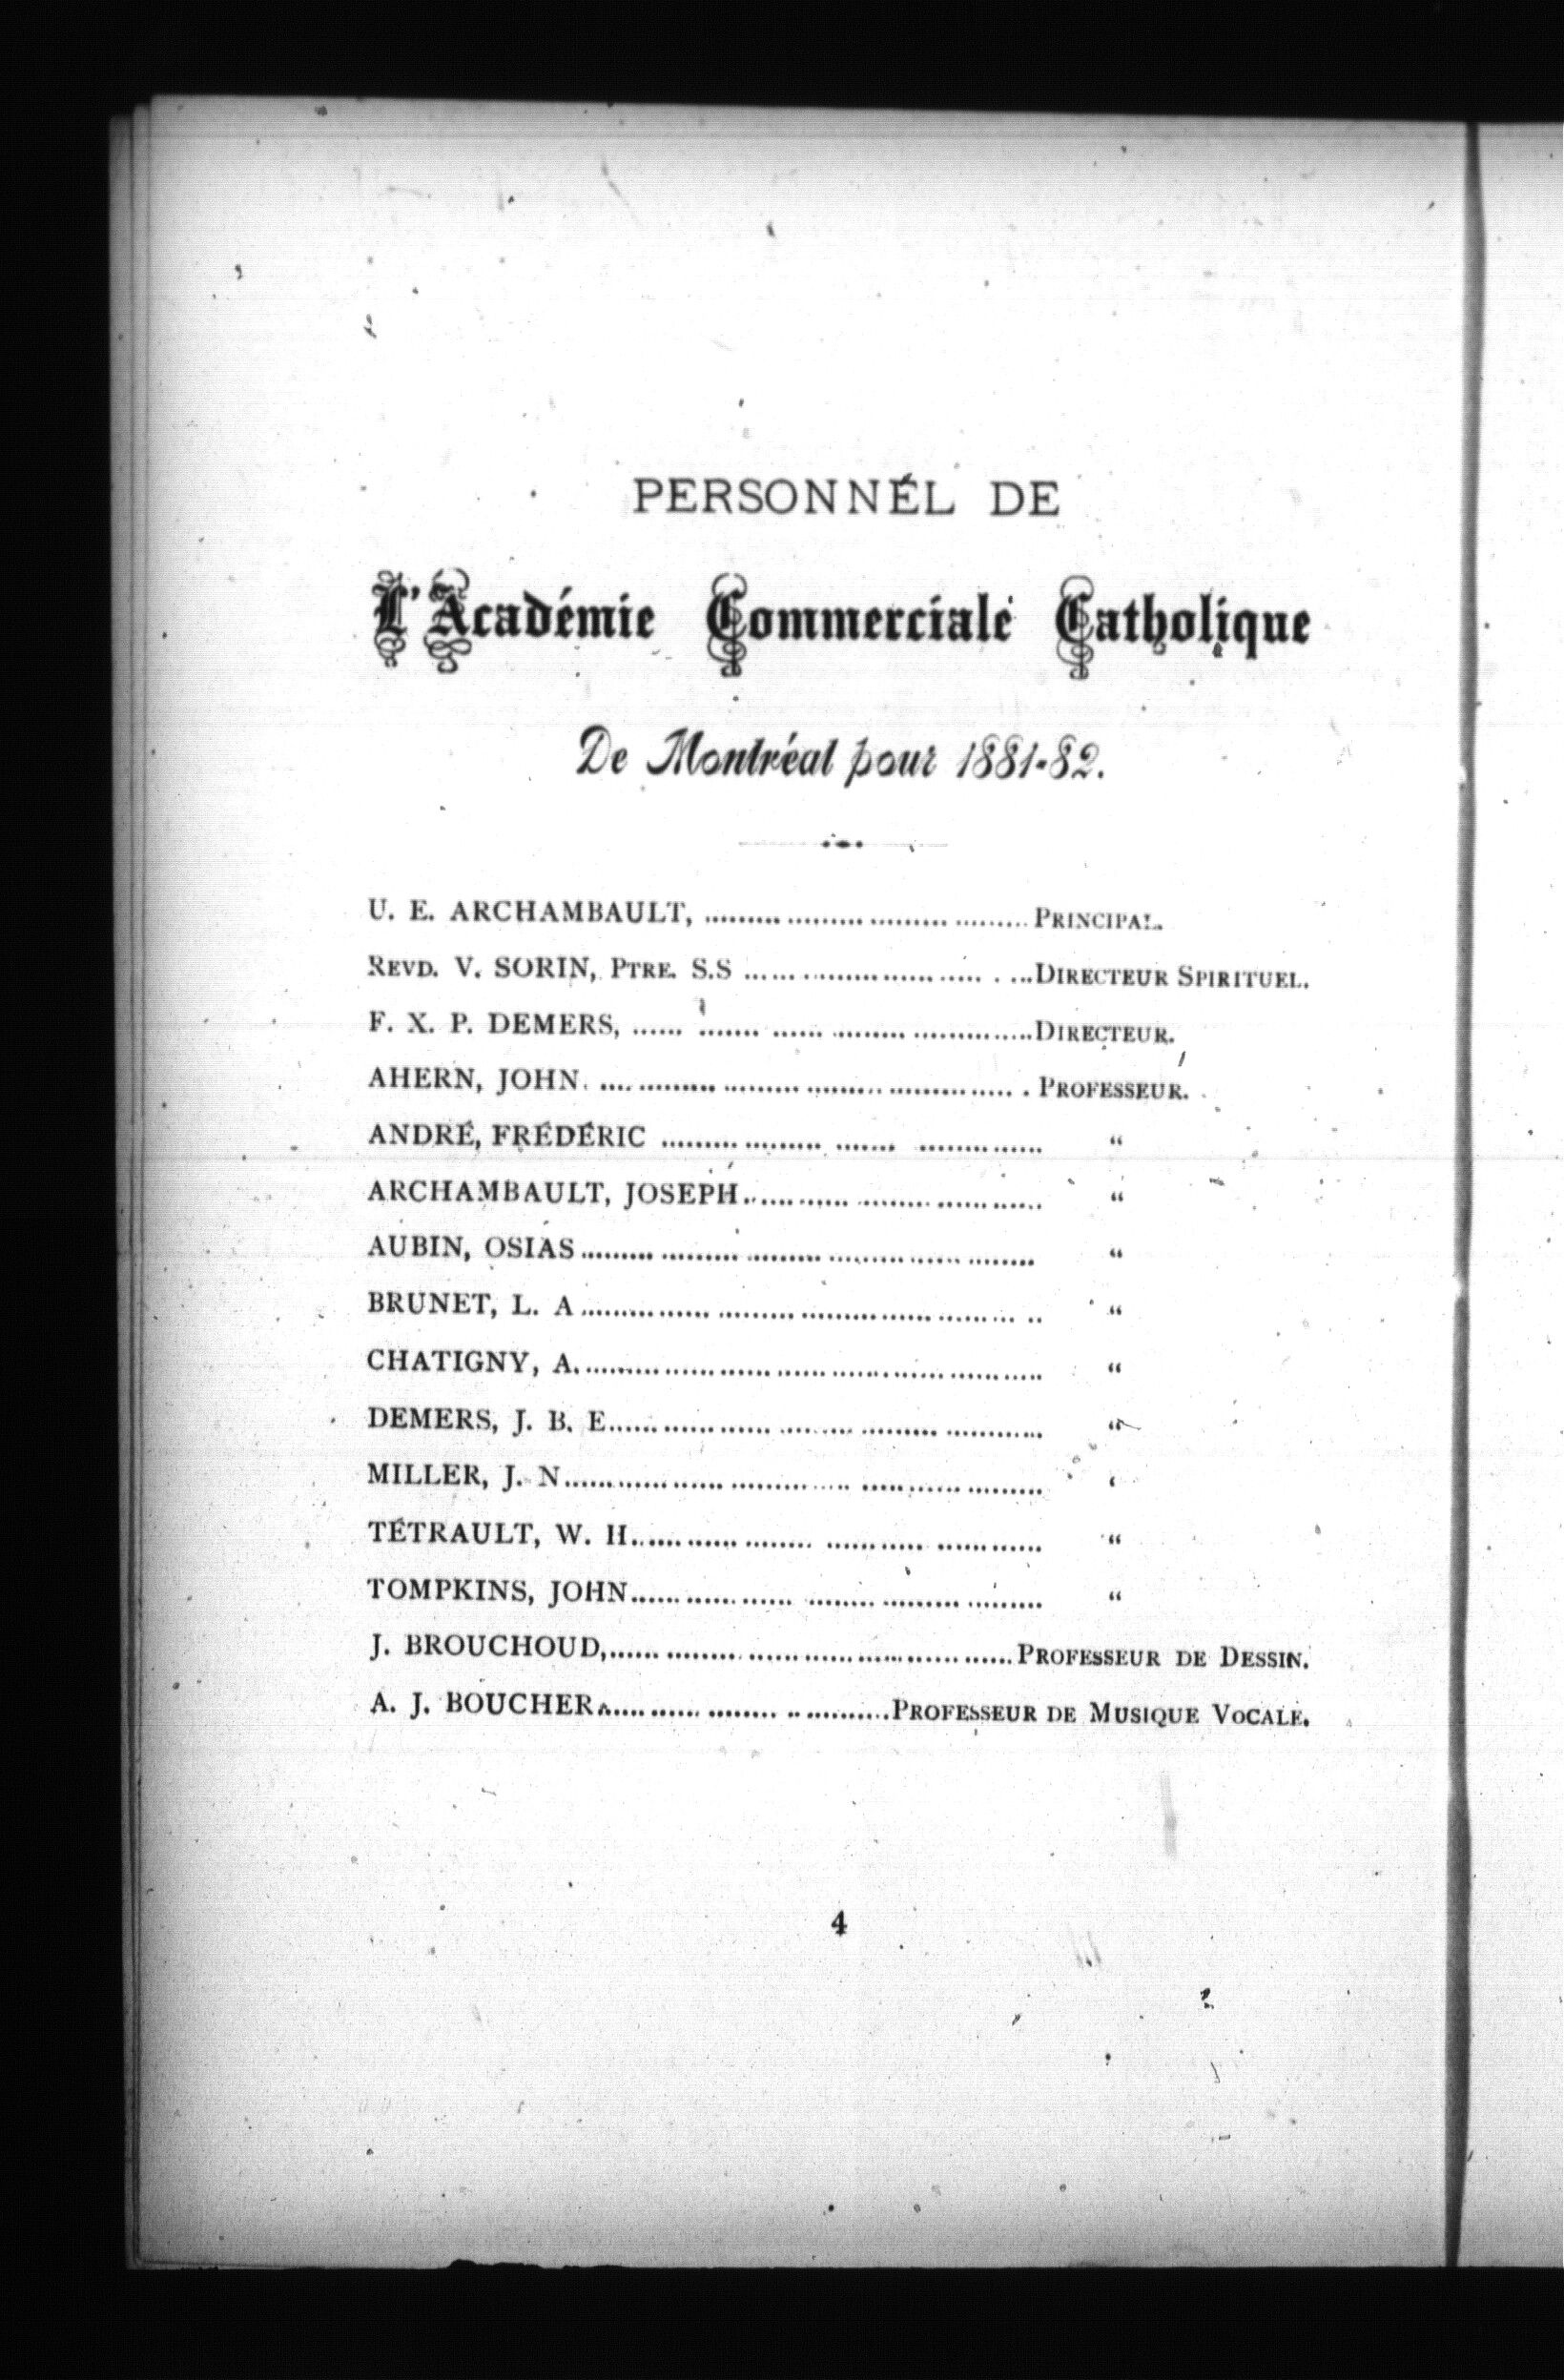 PERSONNEL DE
L'Académie Commerciale Catholique
De Montréal pour 1881-82.
U. E. ARCHAMBAULT, .................................... PRINCIPAL.
REVD. V. SORIN, PTRE. S.S .................................... DIRECTEUR SPIRITUEL.
F. X. P. DEMERS, .................................... DIRECTEUR.
AHERN, JOHN. .................................... PROFESSEUR.
ANDRÉ, FRÉDÉRIC .................................... “
ARCHAMBAULT, JOSEPH .................................... “
AUBIN, OSIAS .................................... “
BRUNET, L. A .................................... “
CHATIGNY, A. .................................... “
DEMERS, J. B. E .................................... “
MILLER, J. N .................................... “
TÉTRAULT, W. H. .................................... “
TOMPKINS, JOHN .................................... “
J. BROUCHOUD, .................................... PROFESSEUR DE DESSIN.
A. J. BOUCHER .................................... PROFESSEUR DE MUSIQUE VOCALE.
4